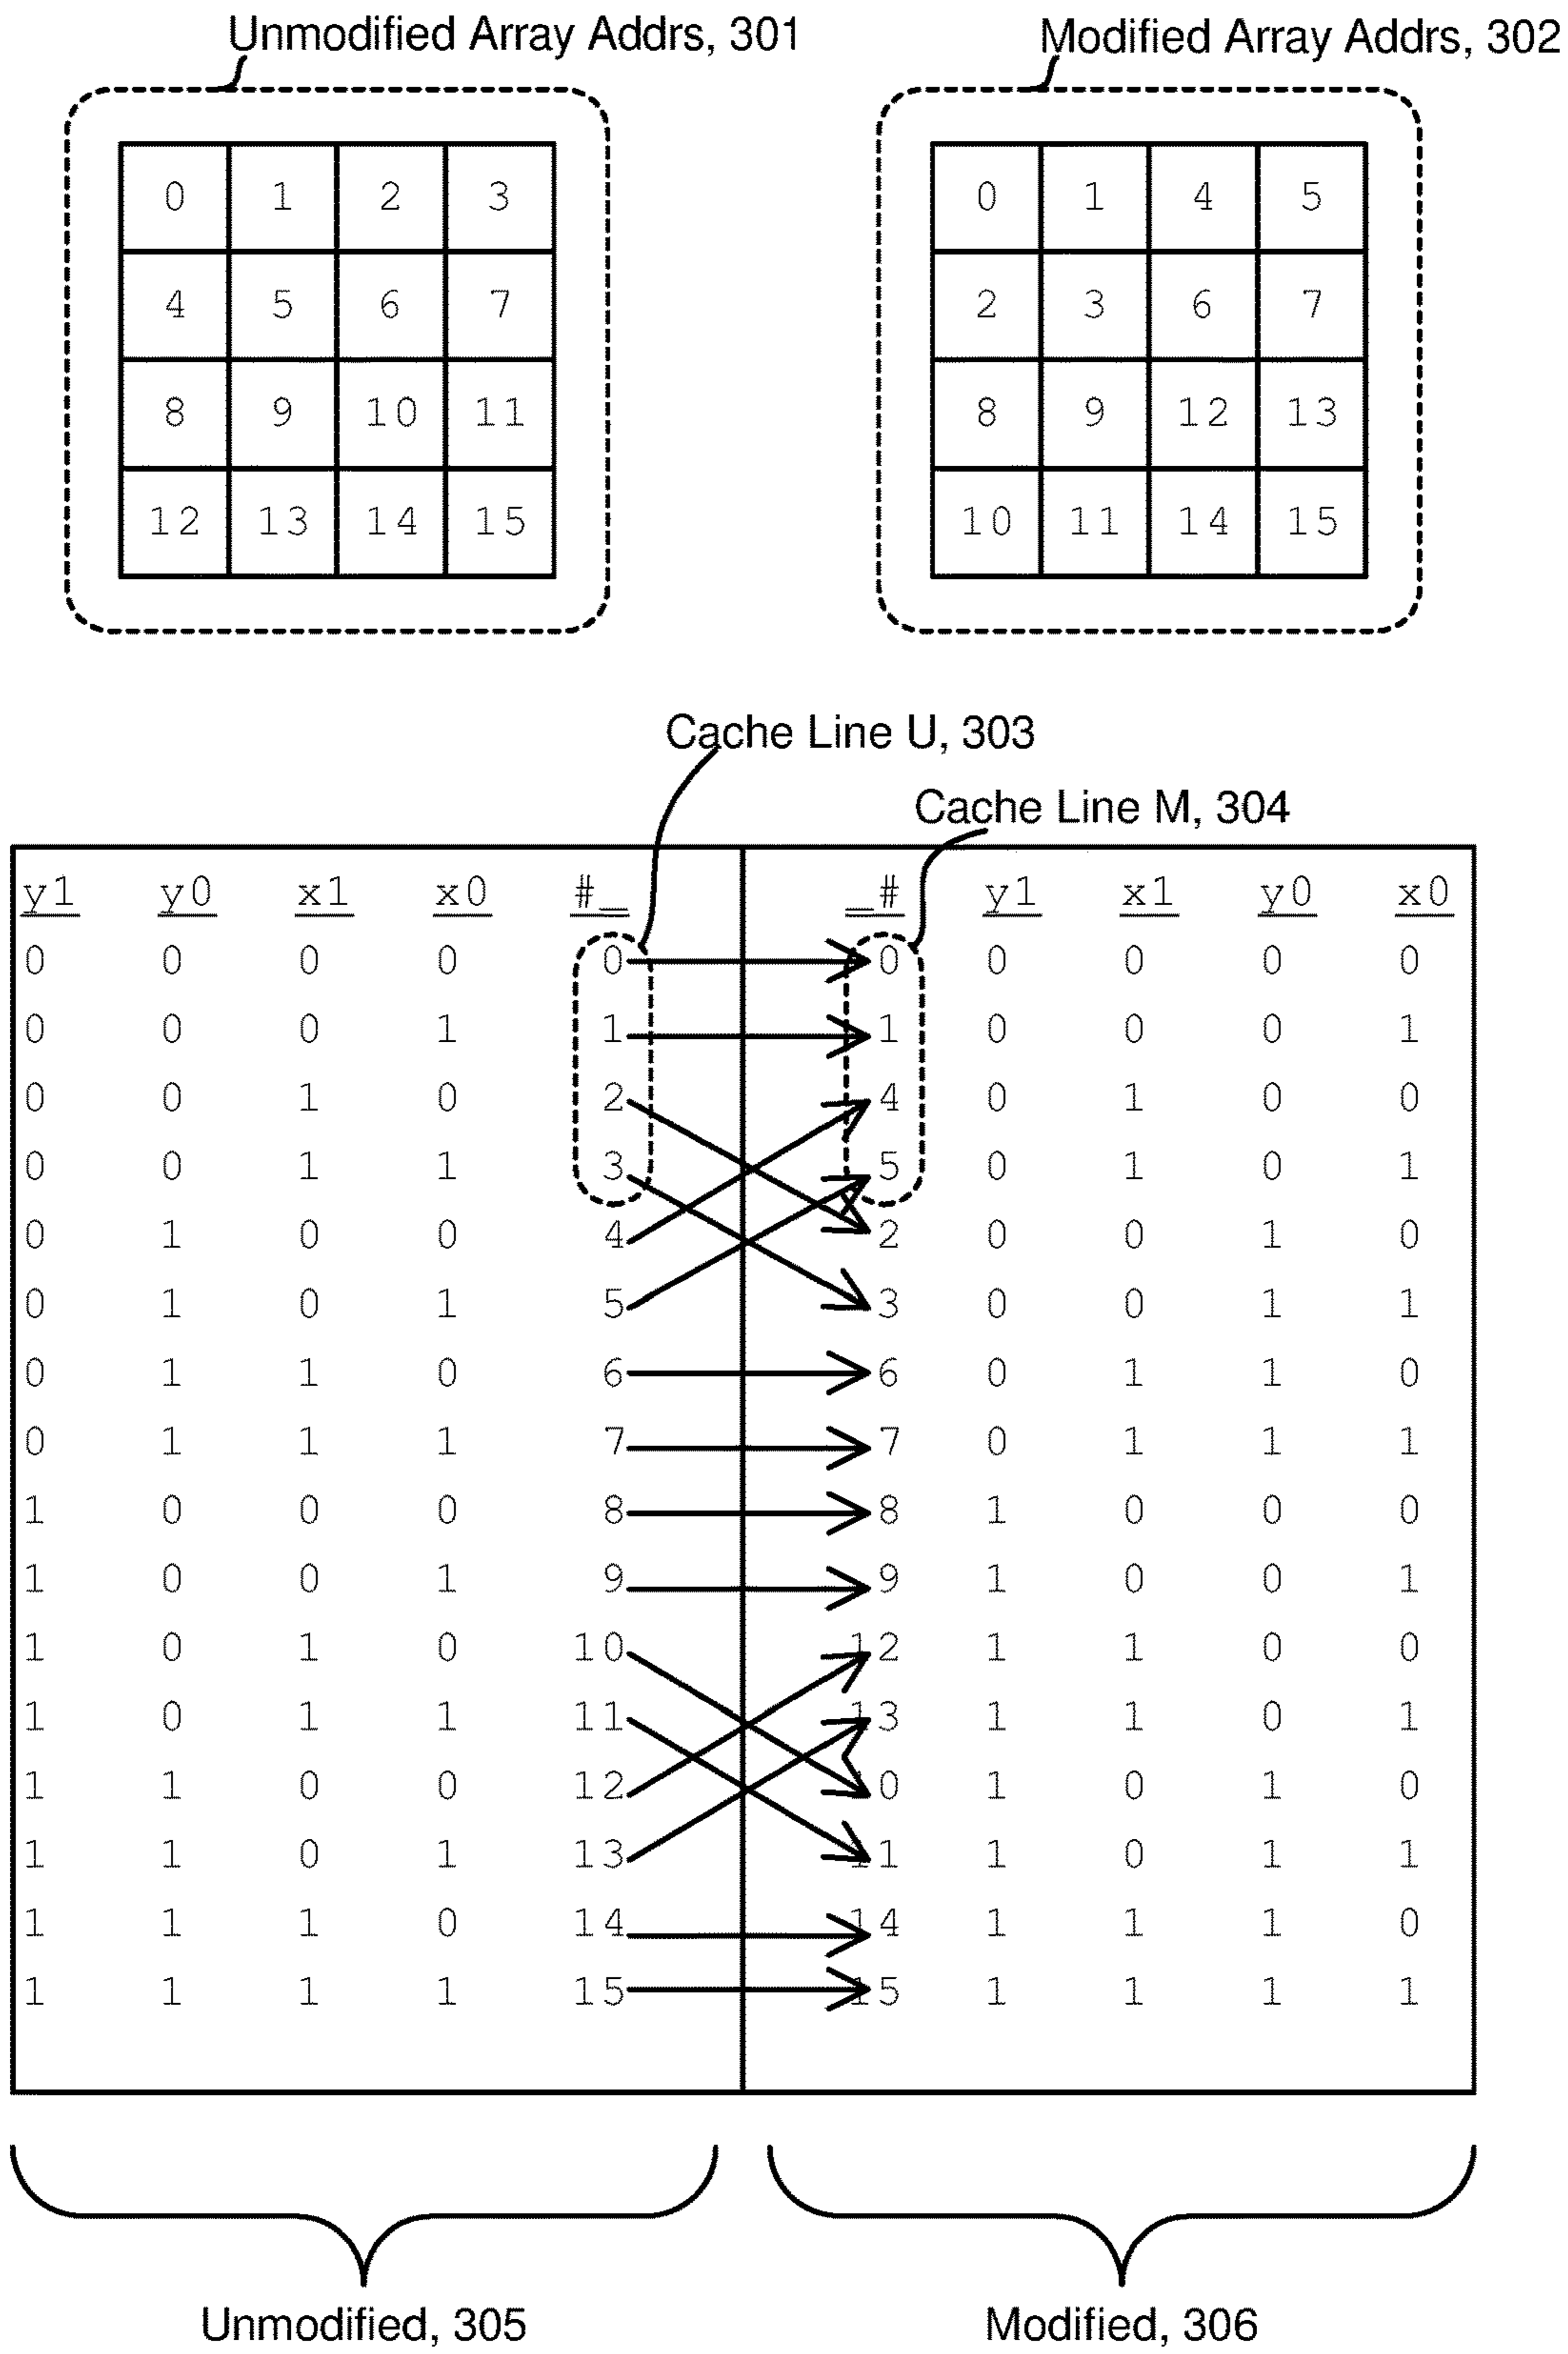 Unmodified Array Addrs, 301 Modified Array Addrs, 302
0 1 2 3 0 1 4 5
4 5 6 7 2 3 6 7
8 9 10 11 8 9 12 13
12 13 14 15 10 11 14 15
Cache Line U, 303
Cache Line M, 304
y1 y0 x1 x0 #_ _# y1 x1 y0 x0
0 0 0 0 0 0 0 0 0 0
0 0 0 1 1 1 0 0 0 1
0 0 1 0 2 4 0 1 0 0
0 0 1 1 3 5 0 1 0 1
0 1 0 0 4 2 0 0 1 0
0 1 0 1 5 3 0 0 1 1
0 1 1 0 6 6 0 1 1 0
0 1 1 1 7 7 0 1 1 1
1 0 0 0 8 8 1 0 0 0
1 0 0 1 9 9 1 0 0 1
1 0 1 0 10 12 1 1 0 0
1 0 1 1 11 13 1 1 0 1
1 1 0 0 12 10 1 0 1 0
1 1 0 1 13 11 1 0 1 1
1 1 1 0 14 14 1 1 1 0
1 1 1 1 15 15 1 1 1 1
Unmodified, 305 Modified, 306